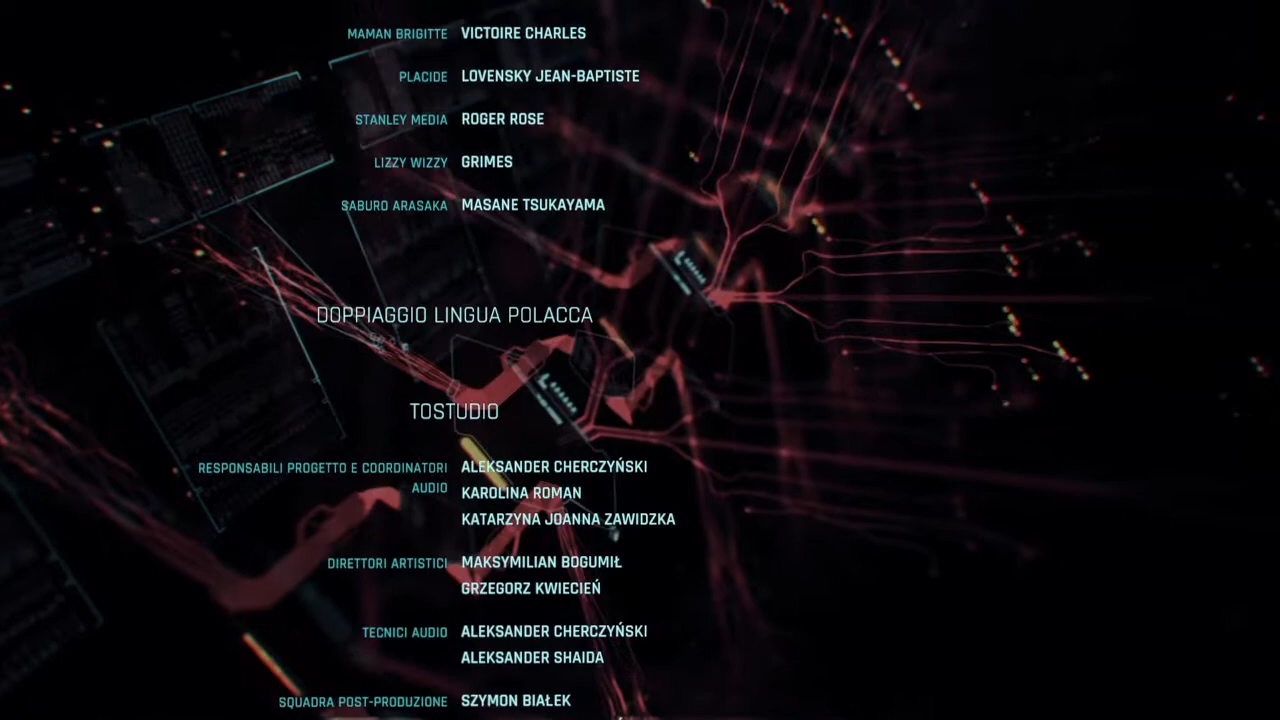 MAMAN BRIGITTE VICTOIRE CHARLES
PLACIDE LOVENSKY JEAN-BAPTISTE
STANLEY MEDIA ROGER ROSE
LIZZY WIZZY GRIMES
SABURO ARASAKA MASANE TSUKAYAMA
DOPPIAGGIO LINGUA POLACCA
TOSTUDIO
RESPONSABILI PROGETTO E COORDINATORI ALEKSANDER CHERCZYŃSKI
AUDIO KAROLINA ROMAN
KATARZYNA JOANNA ZAWIDZKA
DIRETTORI ARTISTICI MAKSYMILIAN BOGUMIŁ
GRZEGORZ KWIECIEŃ
TECNICI AUDIO ALEKSANDER CHERCZYŃSKI
ALEKSANDER SHAIDA
SQUADRA POST-PRODUZIONE SZYMON BIAŁEK